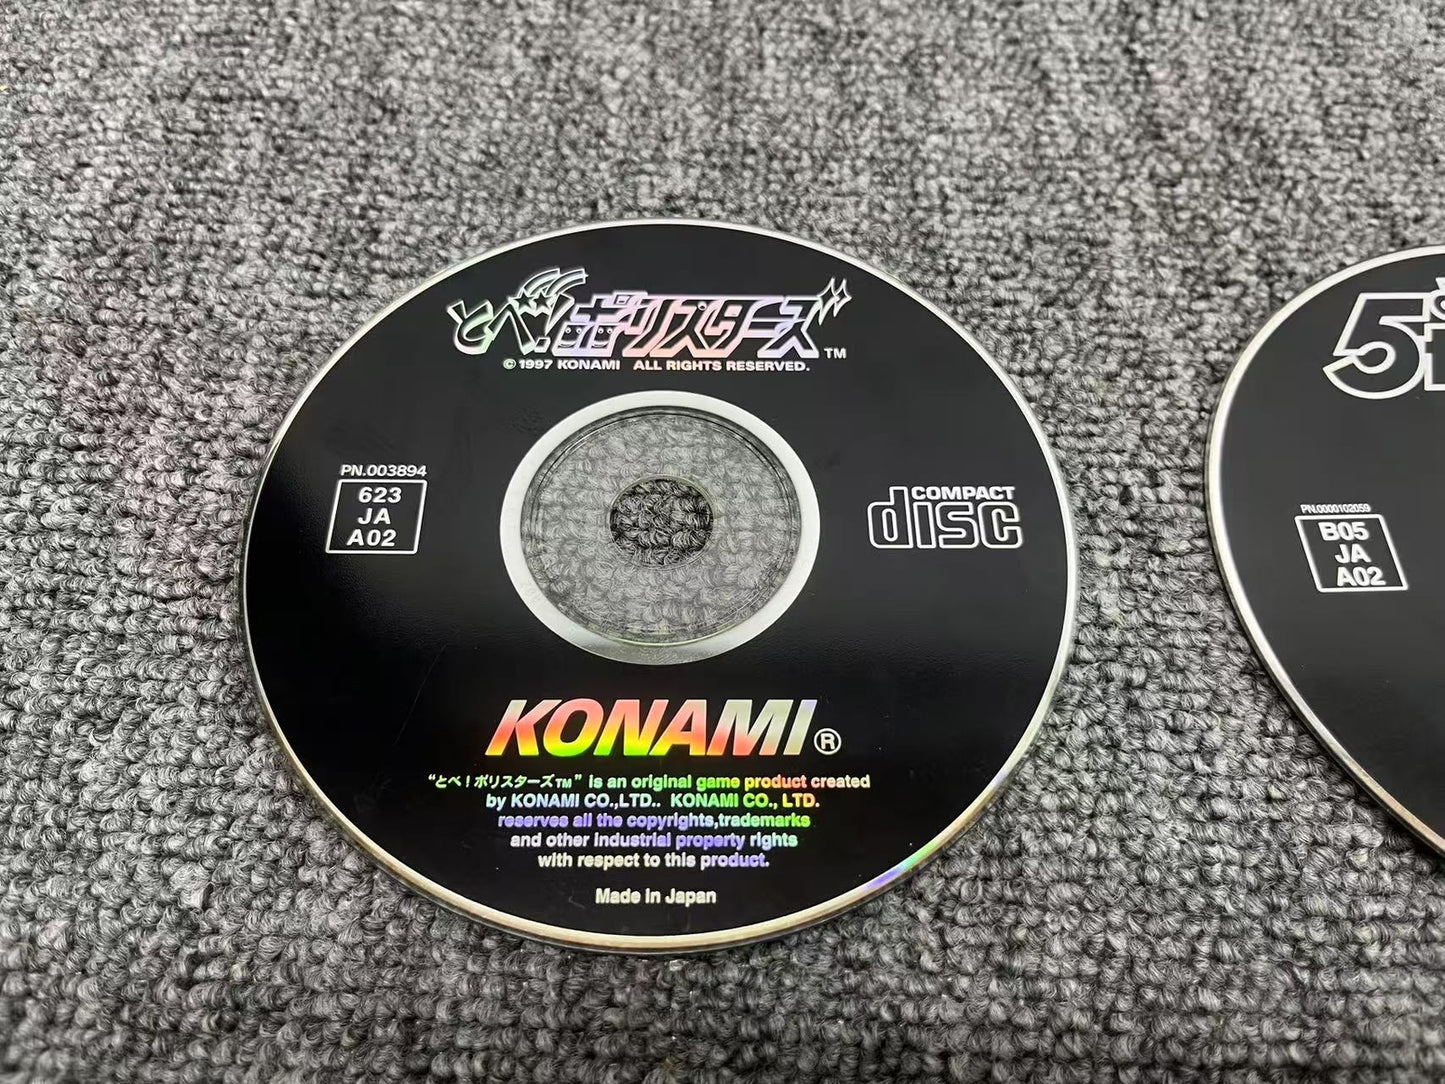 とべ!ポリスターズ™
© 1997 KONAMI ALL RIGHTS RESERVED.
PN.003894
623
JA
A02
COMPACT
disc
KONAMI®
“とべ!ポリスターズTM” is an original game product created
by KONAMI CO.,LTD.. KONAMI CO., LTD.
reserves all the copyrights,trademarks
and other industrial property rights
with respect to this product.
Made in Japan
5
PN.0000102059
B05
JA
A02